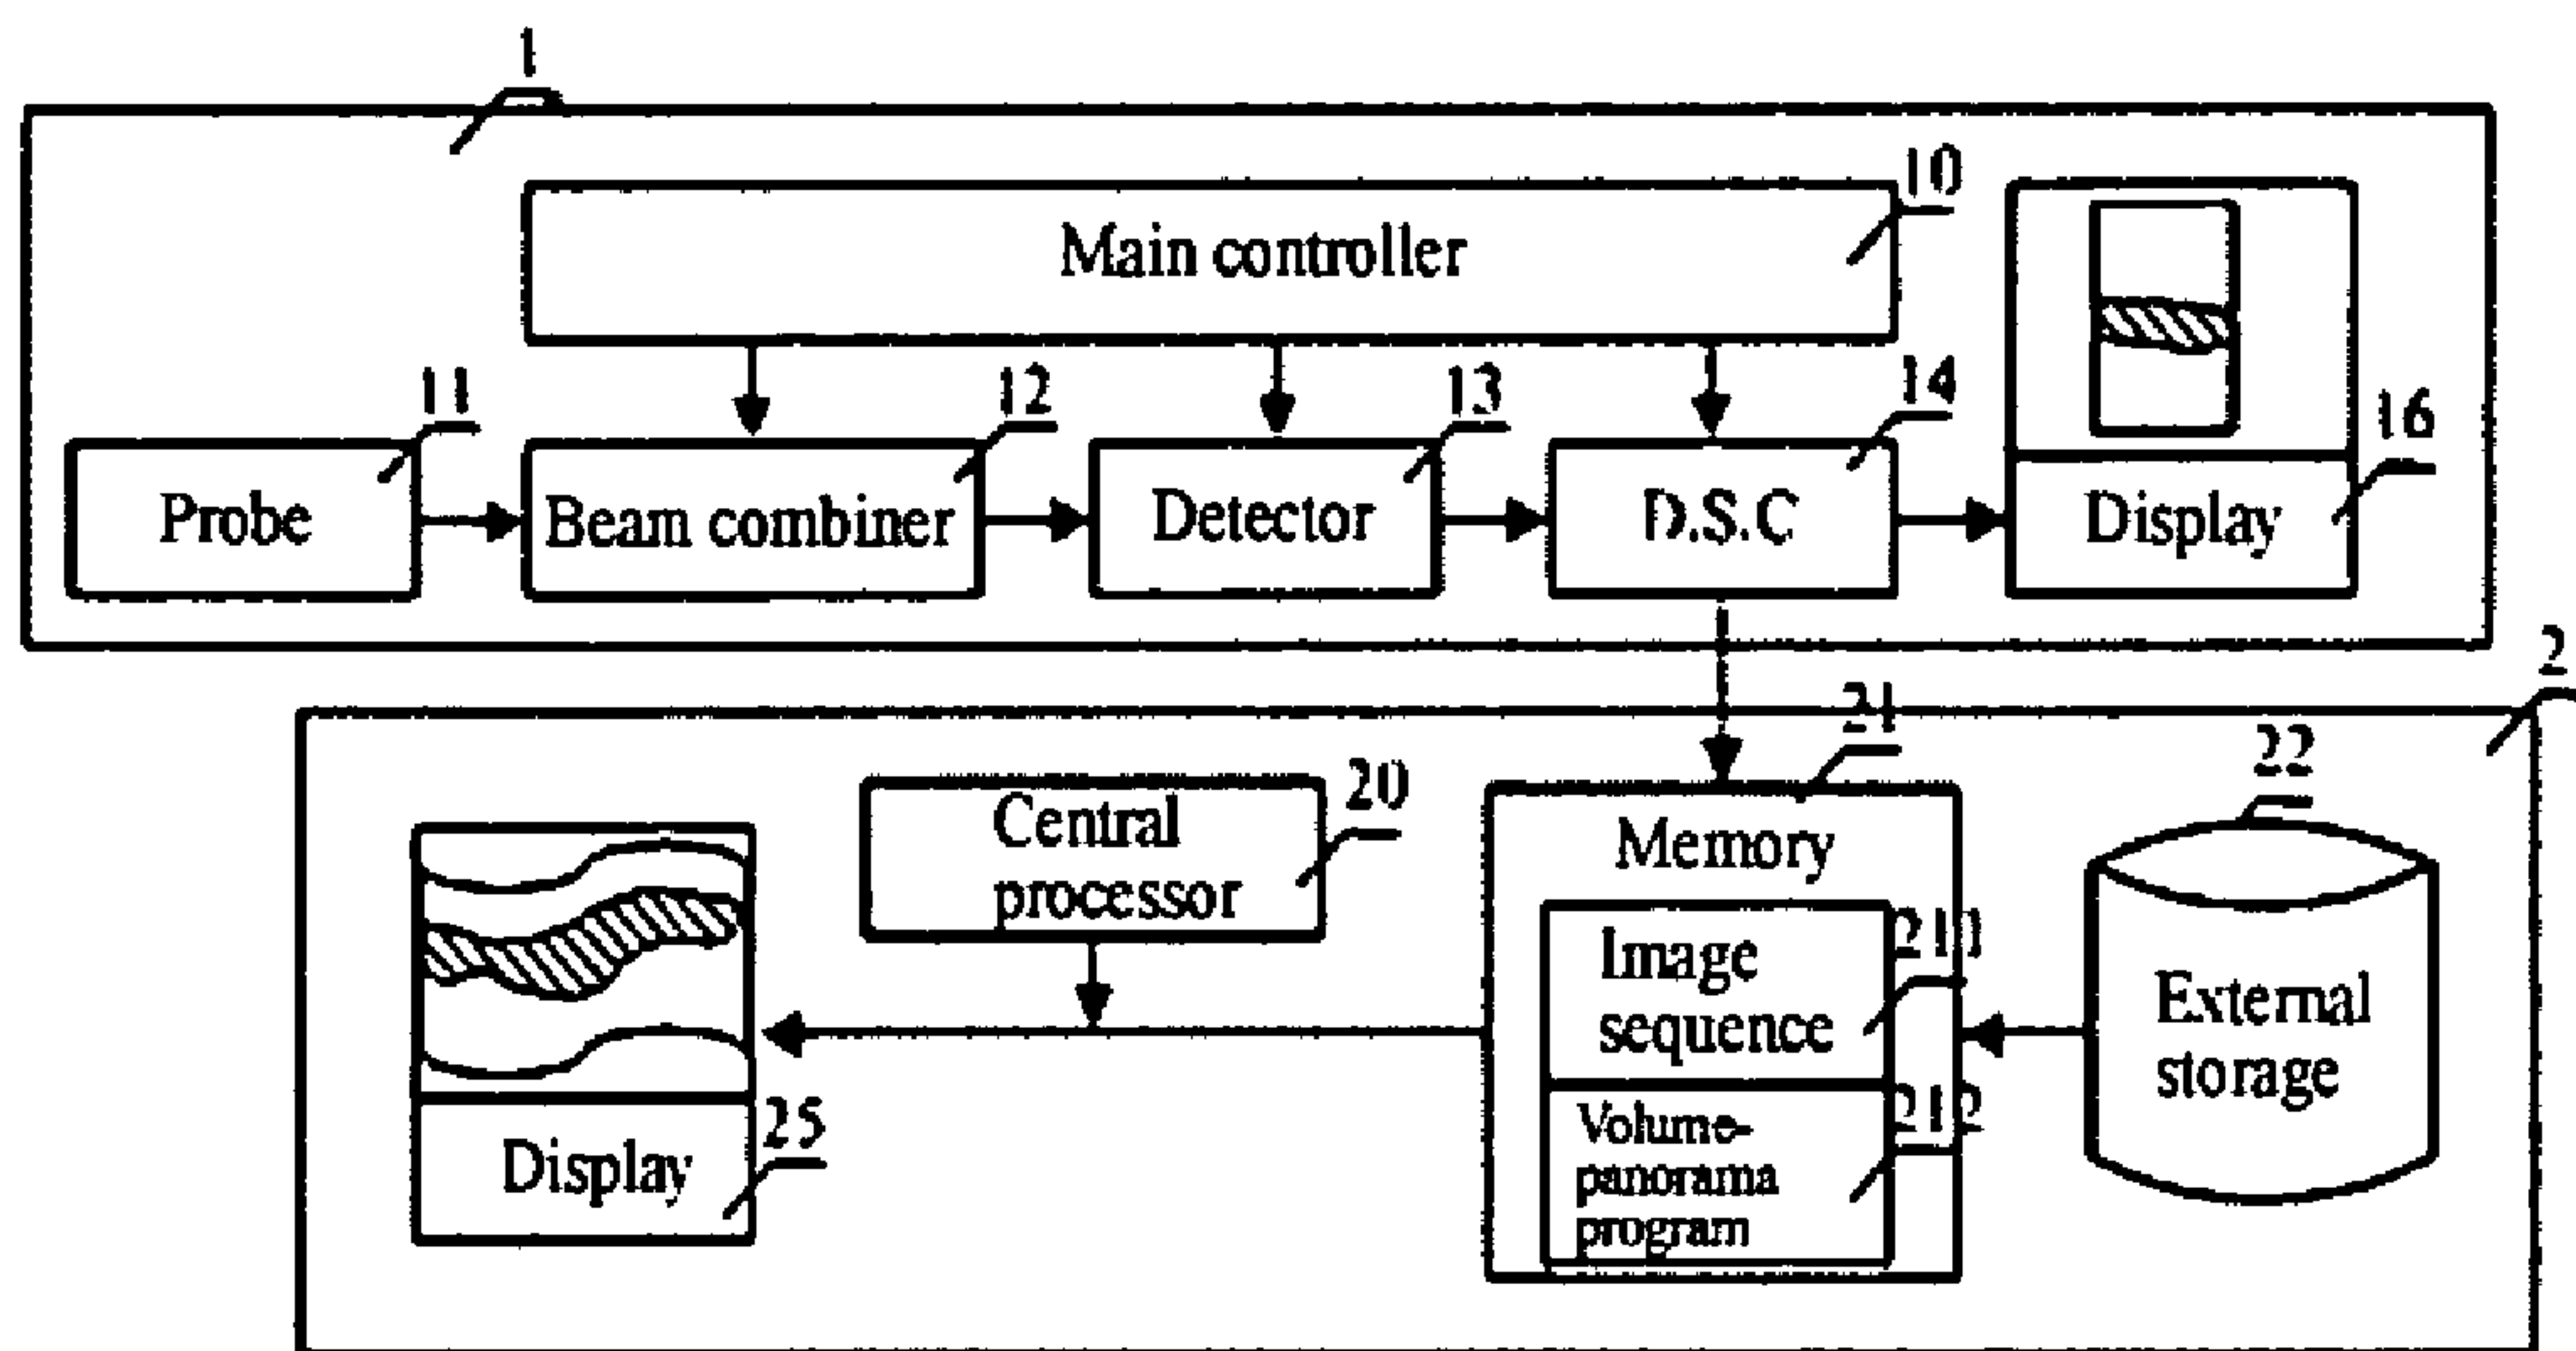 1
10
Main controller
11
12
13
14
16
Probe
Beam combiner
Detector
D.S.C
Display
2
21
22
20
Central
processor
Memory
Image
sequence
211
External
storage
Volume-
panorama
program
212
25
Display